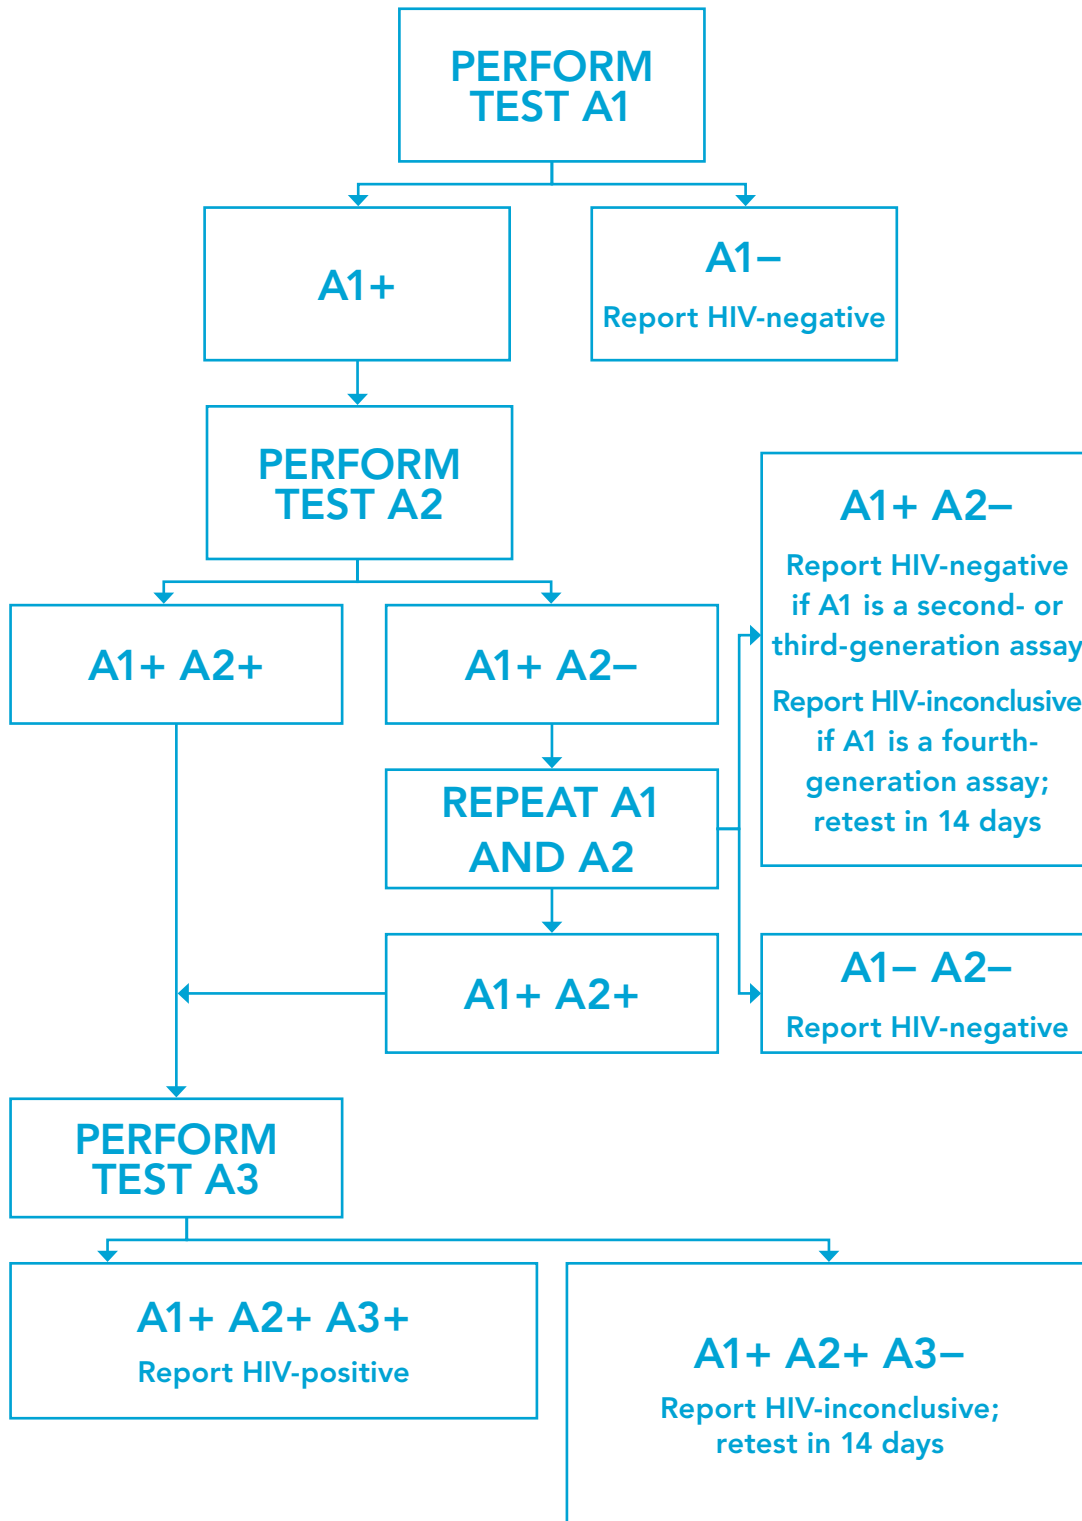 PERFORM
TEST A1
A1+
A1–
Report HIV-negative
PERFORM
TEST A2
A1+ A2+
A1+ A2–
A1+ A2–
Report HIV-negative
if A1 is a second- or
third-generation assay
Report HIV-inconclusive
if A1 is a fourth-
generation assay;
retest in 14 days
REPEAT A1
AND A2
A1+ A2+
A1– A2–
Report HIV-negative
PERFORM
TEST A3
A1+ A2+ A3+
Report HIV-positive
A1+ A2+ A3–
Report HIV-inconclusive;
retest in 14 days